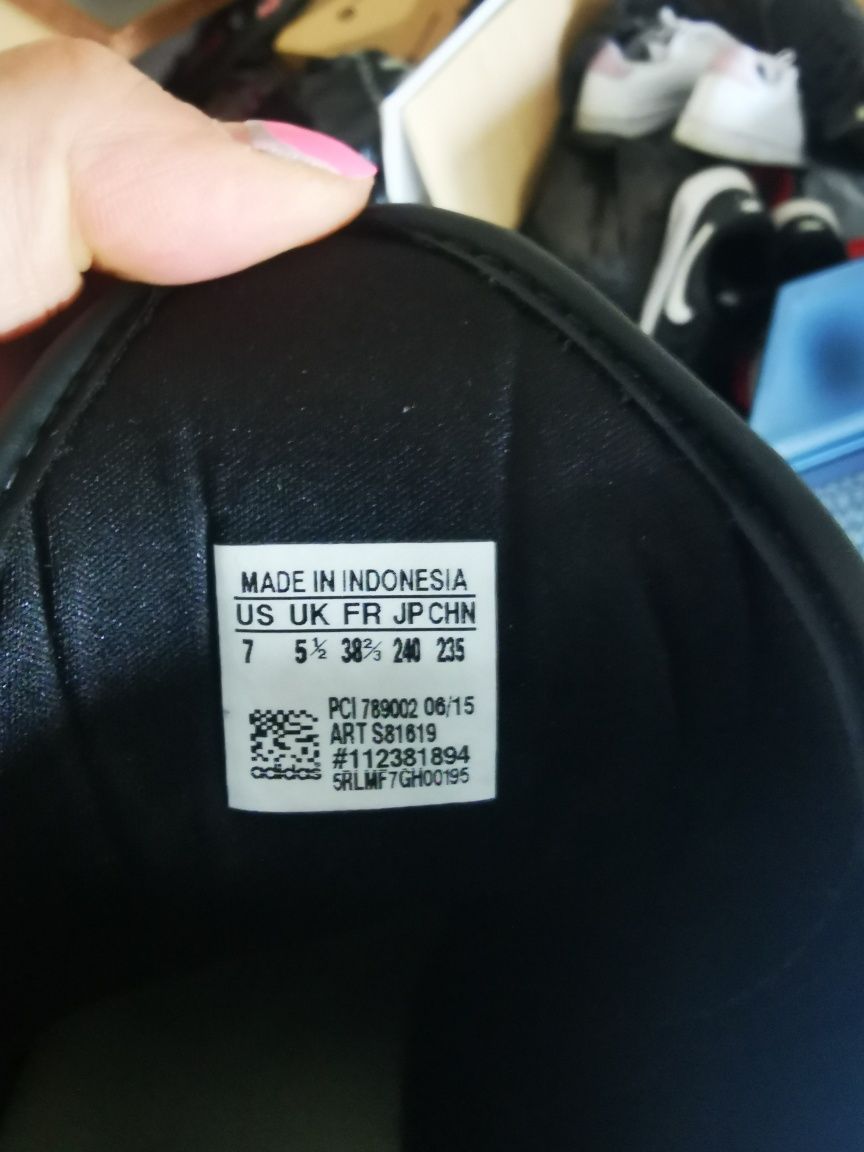 MADE IN INDONESIA
US UK FR JP CHN
7 5½ 38⅔ 240 235
PCI 789002 06/15
ART S81619
#112381894
adidas 5RLMF7GH00195